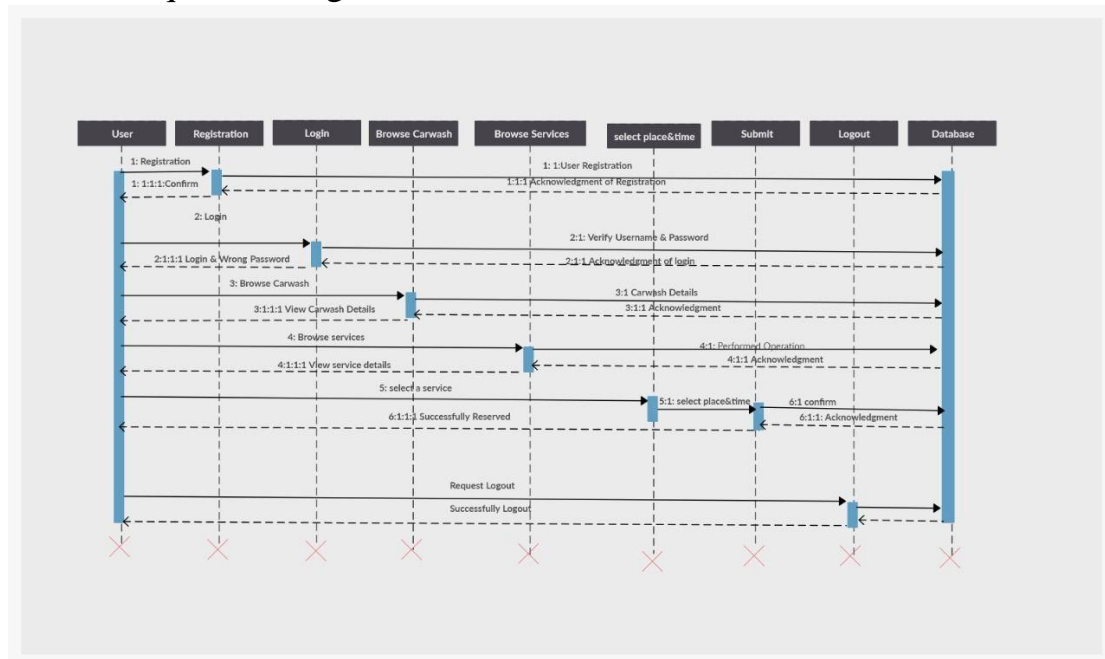 User Registration Login Browse Carwash Browse Services select place&time Submit Logout Database
1: Registration
1: 1:User Registration
1: 1:1:1:Confirm
1:1:1 Acknowledgment of Registration
2: Login
2:1: Verify Username & Password
2:1:1:1 Login & Wrong Password
2:1:1 Acknowledgment of login
3: Browse Carwash
3:1 Carwash Details
3:1:1:1 View Carwash Details
3:1:1 Acknowledgment
4: Browse services
4:1: Performed Operation
4:1:1:1 View service details
4:1:1 Acknowledgment
5: select a service
5:1: select place&time
6:1 confirm
6:1:1:1 Successfully Reserved
6:1:1: Acknowledgment
Request Logout
Successfully Logout